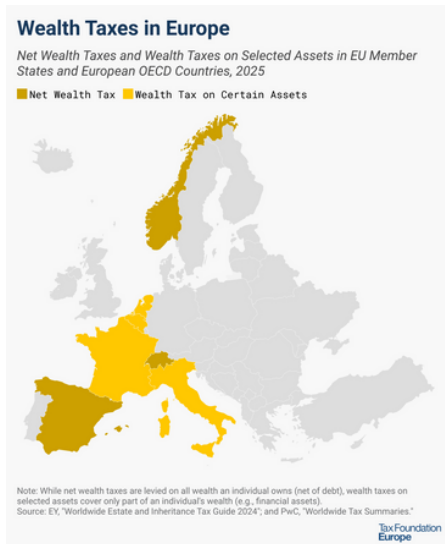 Wealth Taxes in Europe
Net Wealth Taxes and Wealth Taxes on Selected Assets in EU Member
States and European OECD Countries, 2025
Net Wealth Tax Wealth Tax on Certain Assets
Note: While net wealth taxes are levied on all wealth an individual owns (net of debt), wealth taxes on
selected assets cover only part of an individual's wealth (e.g., financial assets).
Source: EY, "Worldwide Estate and Inheritance Tax Guide 2024"; and PwC, "Worldwide Tax Summaries."
Tax Foundation
Europe